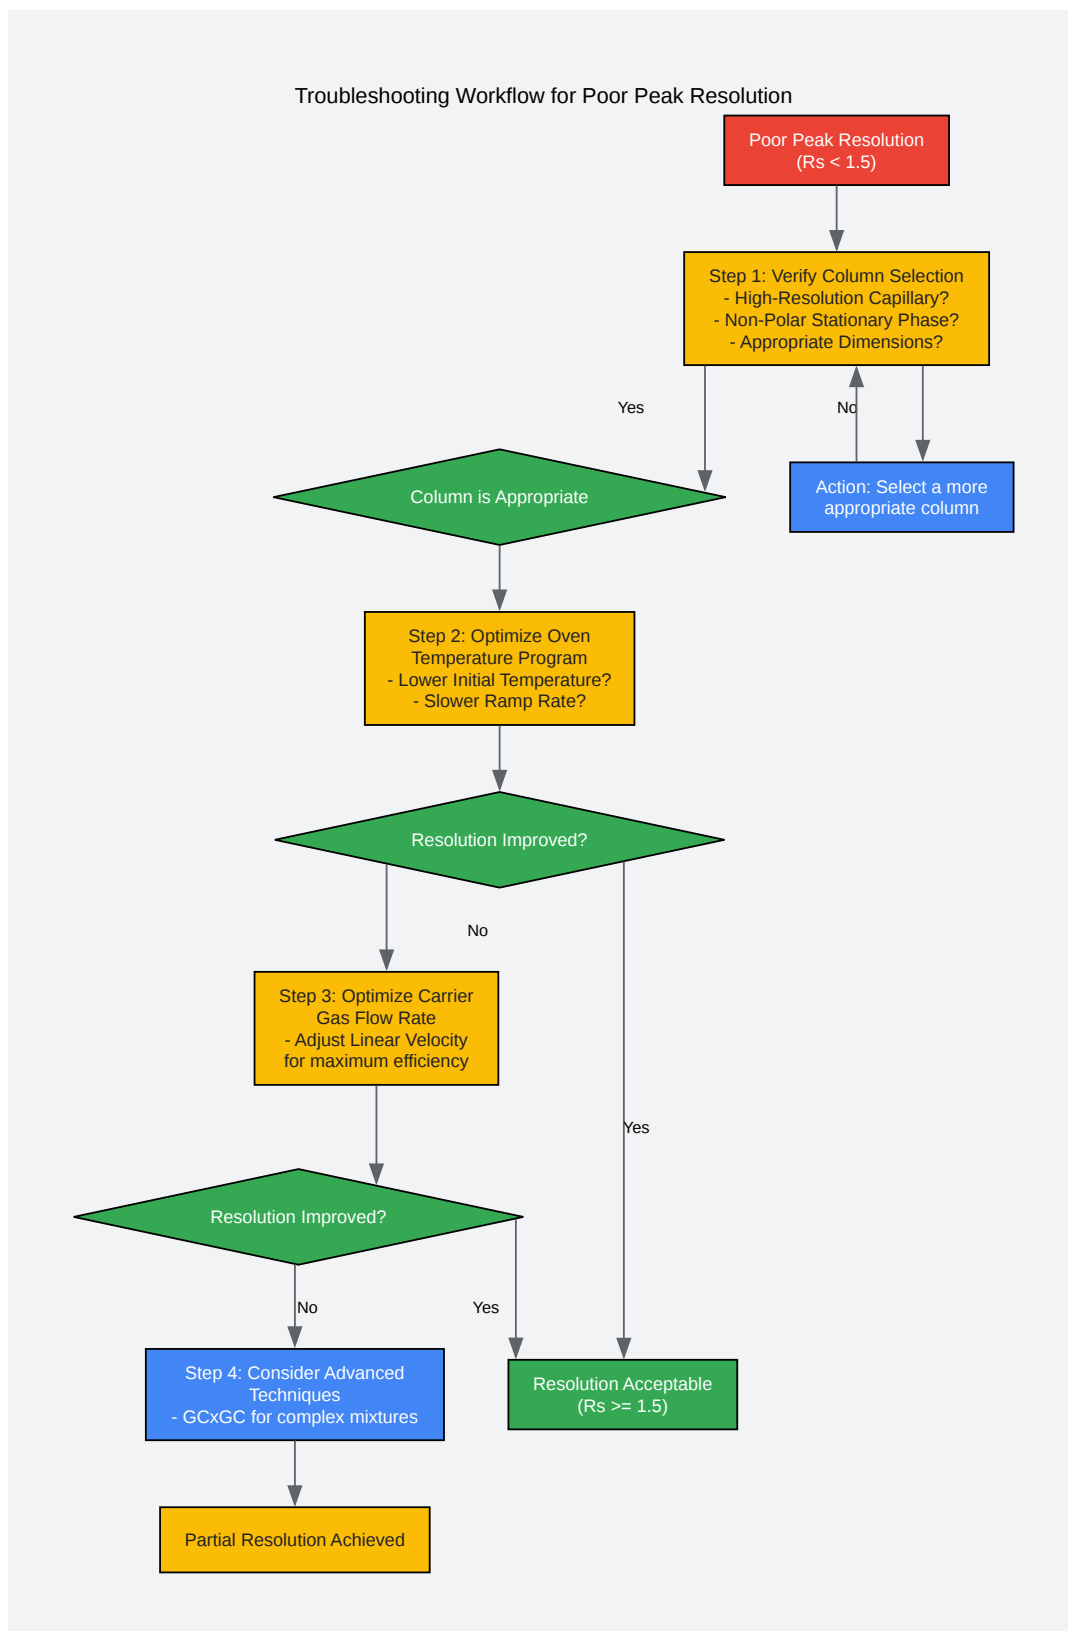 Troubleshooting Workflow for Poor Peak Resolution
Poor Peak Resolution
(Rs < 1.5)
Step 1: Verify Column Selection
- High-Resolution Capillary?
- Non-Polar Stationary Phase?
- Appropriate Dimensions?
Yes
No
Action: Select a more
appropriate column
Column is Appropriate
Step 2: Optimize Oven
Temperature Program
- Lower Initial Temperature?
- Slower Ramp Rate?
Resolution Improved?
No
Step 3: Optimize Carrier
Gas Flow Rate
- Adjust Linear Velocity
for maximum efficiency
Yes
Resolution Improved?
No
Yes
Step 4: Consider Advanced
Techniques
- GCxGC for complex mixtures
Resolution Acceptable
(Rs >= 1.5)
Partial Resolution Achieved